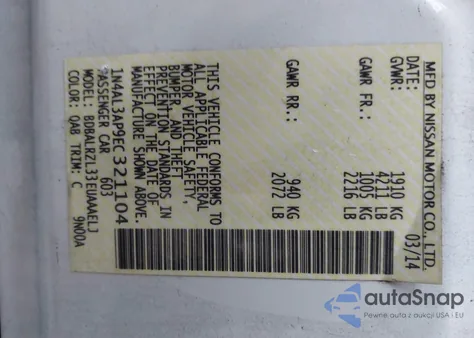 MFD BY NISSAN MOTOR CO., LTD.
DATE: 03/14
GVWR: 1910 KG
4211 LB
GAWR FR.: 1005 KG
2216 LB
GAWR RR.: 940 KG
2072 LB
THIS VEHICLE CONFORMS TO
ALL APPLICABLE FEDERAL
MOTOR VEHICLE SAFETY,
BUMPER, AND THEFT
PREVENTION STANDARDS IN
EFFECT ON THE DATE OF
MANUFACTURE SHOWN ABOVE.
1N4AL3AP9EC321104
PASSENGER CAR 603
MODEL: BDBALRZL33EUAAAELJ
COLOR: QAB TRIM: C 9N00A
autoSnap
Pewne auta z aukcji USA i EU